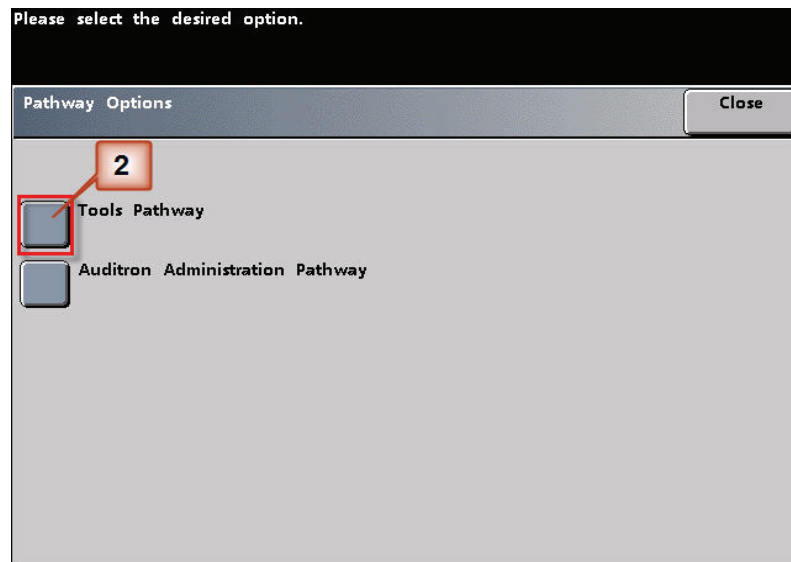 Please select the desired option.
Pathway Options
Close
2
Tools Pathway
Auditron Administration Pathway